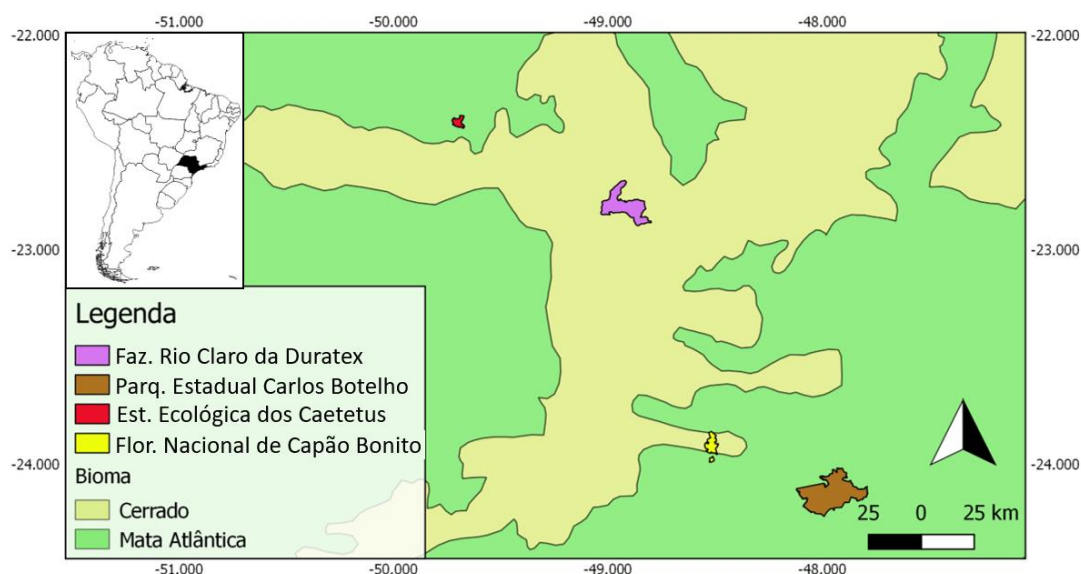 -51.000 -50.000 -49.000 -48.000
-22.000 -22.000
-23.000 -23.000
Legenda
Faz. Rio Claro da Duratex
Parq. Estadual Carlos Botelho
Est. Ecológica dos Caetetus
Flor. Nacional de Capão Bonito
-24.000 -24.000
Bioma
Cerrado
Mata Atlântica
25 0 25 km
-51.000 -50.000 -49.000 -48.000